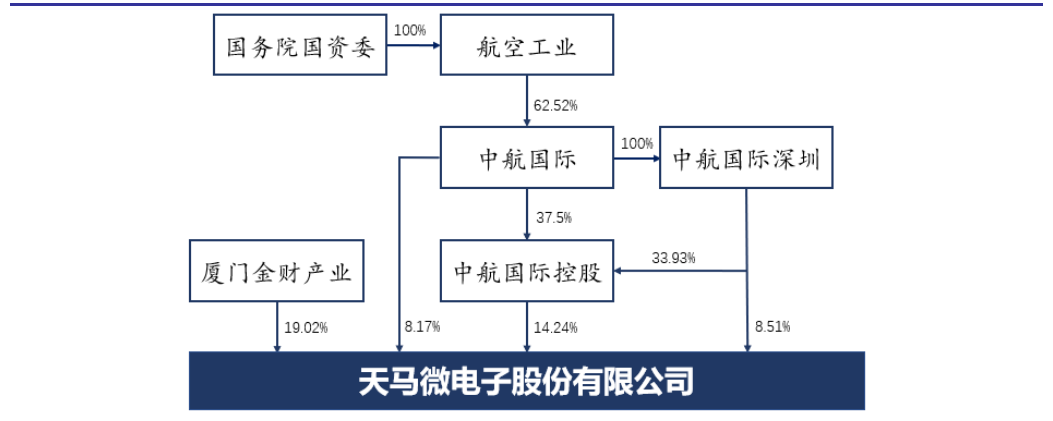 国务院国资委
100%
航空工业
62.52%
中航国际
100%
中航国际深圳
37.5%
厦门金财产业
中航国际控股
33.93%
19.02%
8.17%
14.24%
8.51%
天马微电子股份有限公司